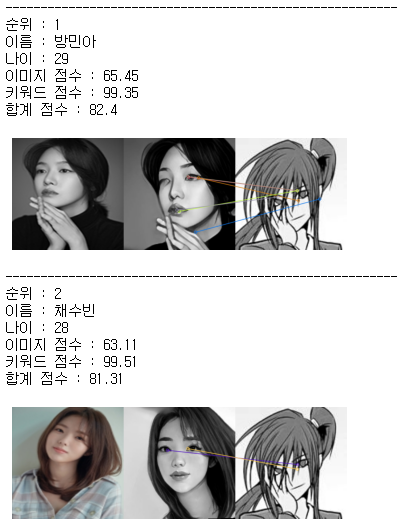 순위 : 1
이름 : 방민아
나이 : 29
이미지 점수 : 65.45
키워드 점수 : 99.35
합계 점수 : 82.4
순위 : 2
이름 : 채수빈
나이 : 28
이미지 점수 : 63.11
키워드 점수 : 99.51
합계 점수 : 81.31